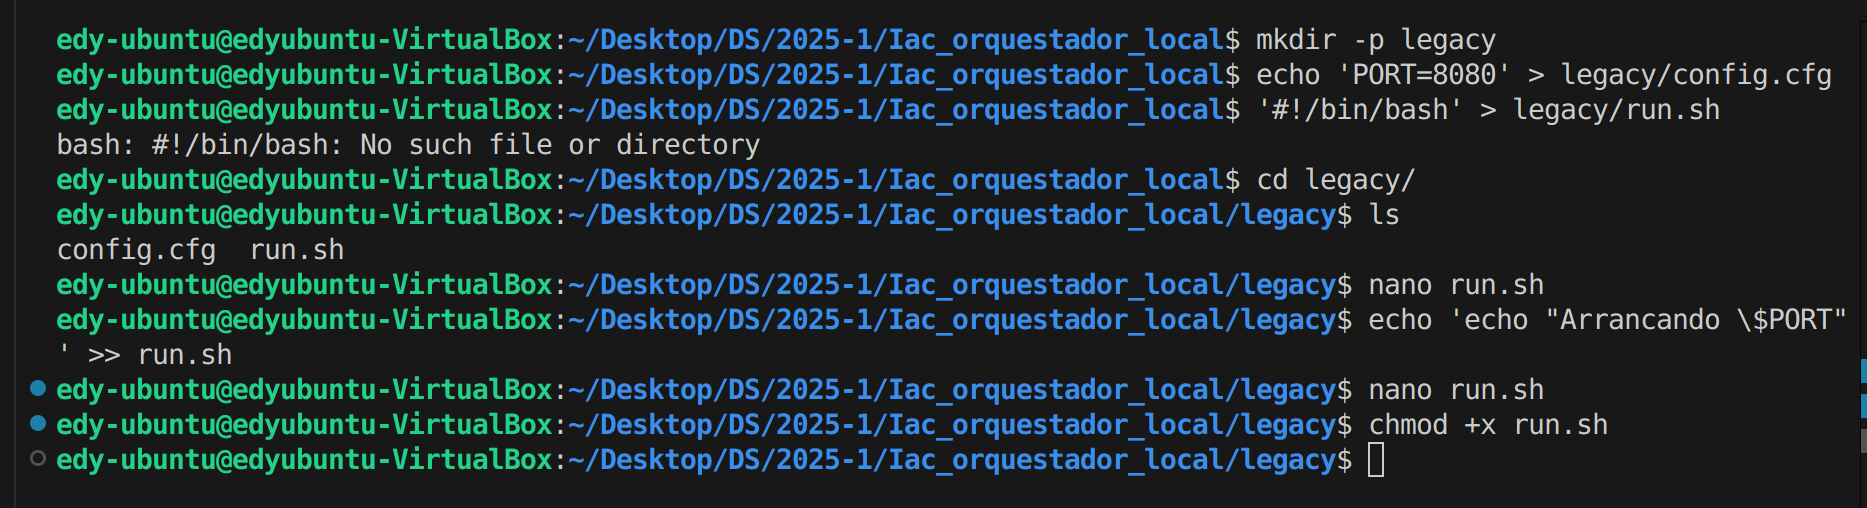 edy-ubuntu@edyubuntu-VirtualBox:~/Desktop/DS/2025-1/Iac_orquestador_local$ mkdir -p legacy
edy-ubuntu@edyubuntu-VirtualBox:~/Desktop/DS/2025-1/Iac_orquestador_local$ echo 'PORT=8080' > legacy/config.cfg
edy-ubuntu@edyubuntu-VirtualBox:~/Desktop/DS/2025-1/Iac_orquestador_local$ '#!/bin/bash' > legacy/run.sh
bash: #!/bin/bash: No such file or directory
edy-ubuntu@edyubuntu-VirtualBox:~/Desktop/DS/2025-1/Iac_orquestador_local$ cd legacy/
edy-ubuntu@edyubuntu-VirtualBox:~/Desktop/DS/2025-1/Iac_orquestador_local/legacy$ ls
config.cfg  run.sh
edy-ubuntu@edyubuntu-VirtualBox:~/Desktop/DS/2025-1/Iac_orquestador_local/legacy$ nano run.sh
edy-ubuntu@edyubuntu-VirtualBox:~/Desktop/DS/2025-1/Iac_orquestador_local/legacy$ echo 'echo "Arrancando \$PORT"
' >> run.sh
edy-ubuntu@edyubuntu-VirtualBox:~/Desktop/DS/2025-1/Iac_orquestador_local/legacy$ nano run.sh
edy-ubuntu@edyubuntu-VirtualBox:~/Desktop/DS/2025-1/Iac_orquestador_local/legacy$ chmod +x run.sh
edy-ubuntu@edyubuntu-VirtualBox:~/Desktop/DS/2025-1/Iac_orquestador_local/legacy$